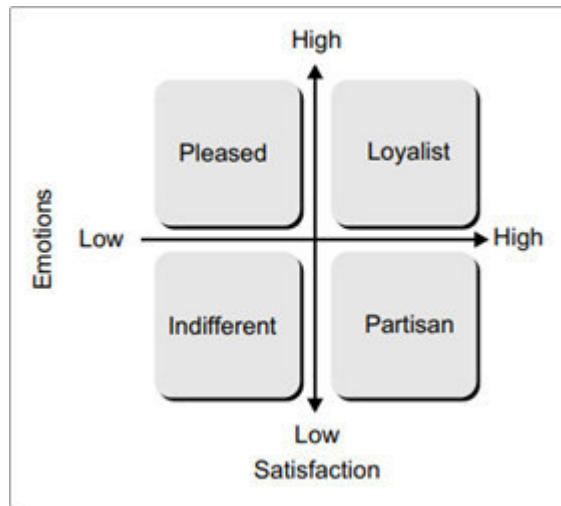 High
Pleased
Loyalist
Emotions
Low
High
Indifferent
Partisan
Low
Satisfaction